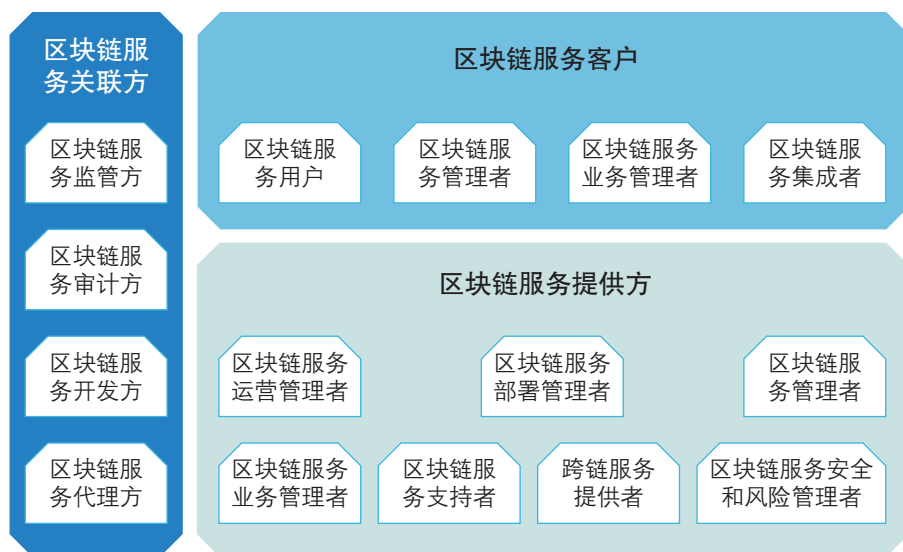 区块链服
务关联方
区块链服
务监管方
区块链服
务审计方
区块链服
务开发方
区块链服
务代理方
区块链服务客户
区块链服
务用户
区块链服
务管理者
区块链服务
业务管理者
区块链服
务集成者
区块链服务提供方
区块链服务
运营管理者
区块链服务
部署管理者
区块链服
务管理者
区块链服务
业务管理者
区块链服
务支持者
跨链服务
提供者
区块链服务安全
和风险管理者